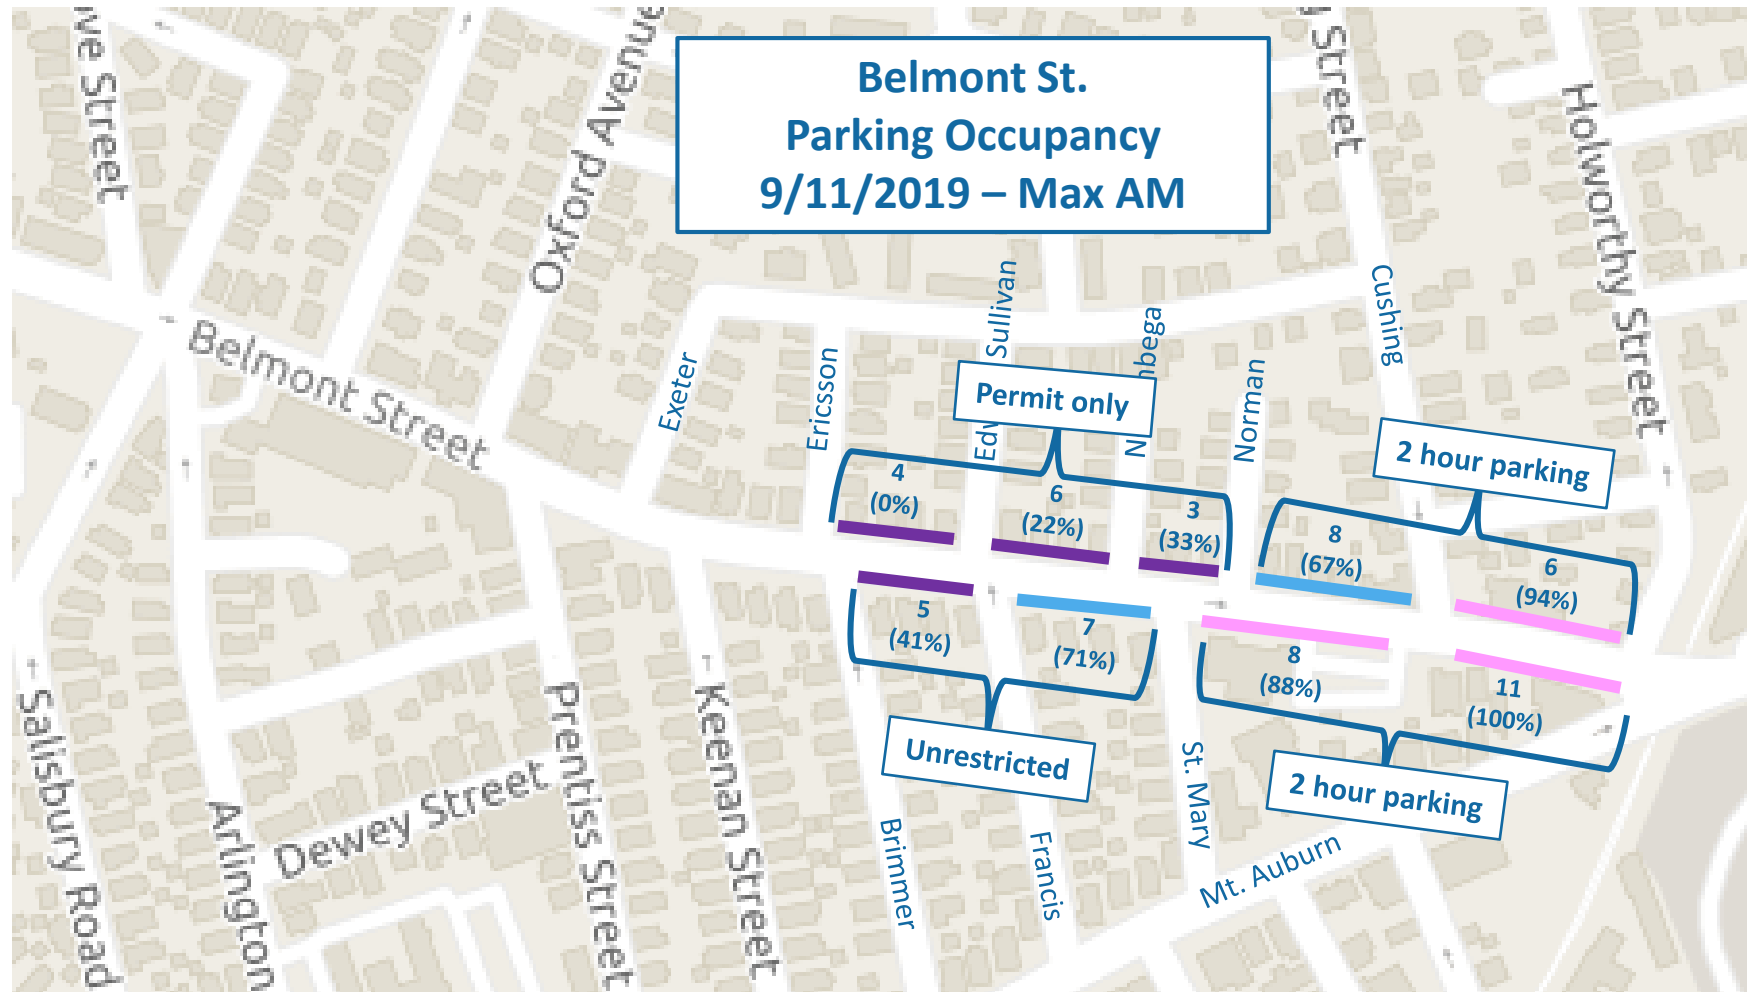 Belmont St.
Parking Occupancy
9/11/2019 – Max AM
Street
Oxford Avenue
Street
Holworthy Street
Belmont Street
Exeter
Ericsson
Sullivan
Norman
Cushing
Permit only
2 hour parking
4
(0%)
6
(22%)
3
(33%)
8
(67%)
6
(94%)
5
(41%)
7
(71%)
8
(88%)
11
(100%)
Unrestricted
2 hour parking
Salisbury Road
Arlington
Dewey Street
Prentiss Street
Keenan Street
Brimmer
Francis
St. Mary
Mt. Auburn